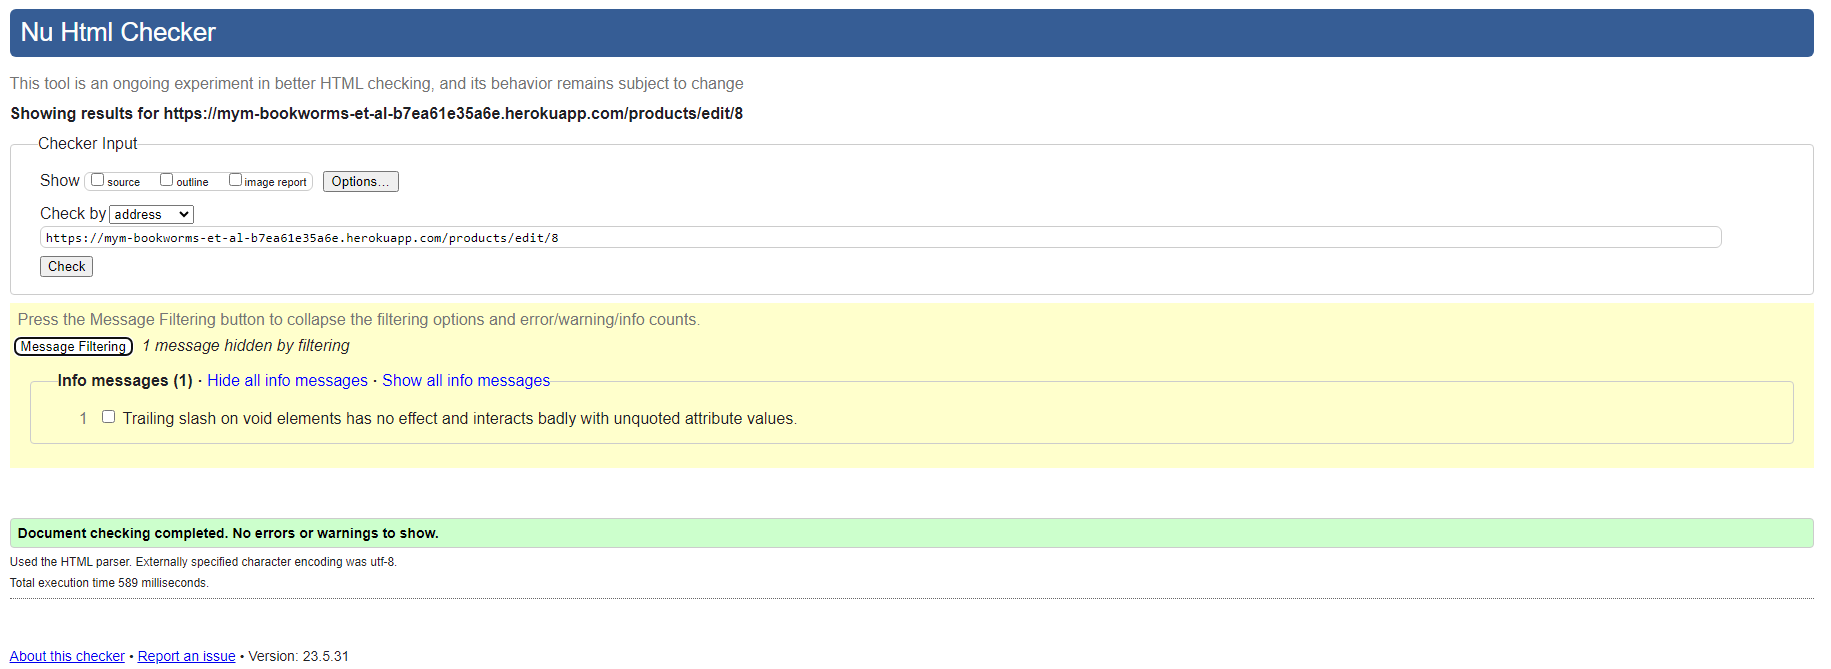 Nu Html Checker
This tool is an ongoing experiment in better HTML checking, and its behavior remains subject to change
Showing results for https://mym-bookworms-et-al-b7ea61e35a6e.herokuapp.com/products/edit/8
Checker Input
Show source outline image report Options...
Check by address
https://mym-bookworms-et-al-b7ea61e35a6e.herokuapp.com/products/edit/8
Check
Press the Message Filtering button to collapse the filtering options and error/warning/info counts.
Message Filtering 1 message hidden by filtering
Info messages (1) · Hide all info messages · Show all info messages
1 Trailing slash on void elements has no effect and interacts badly with unquoted attribute values.
Document checking completed. No errors or warnings to show.
Used the HTML parser. Externally specified character encoding was utf-8.
Total execution time 589 milliseconds.
About this checker • Report an issue • Version: 23.5.31